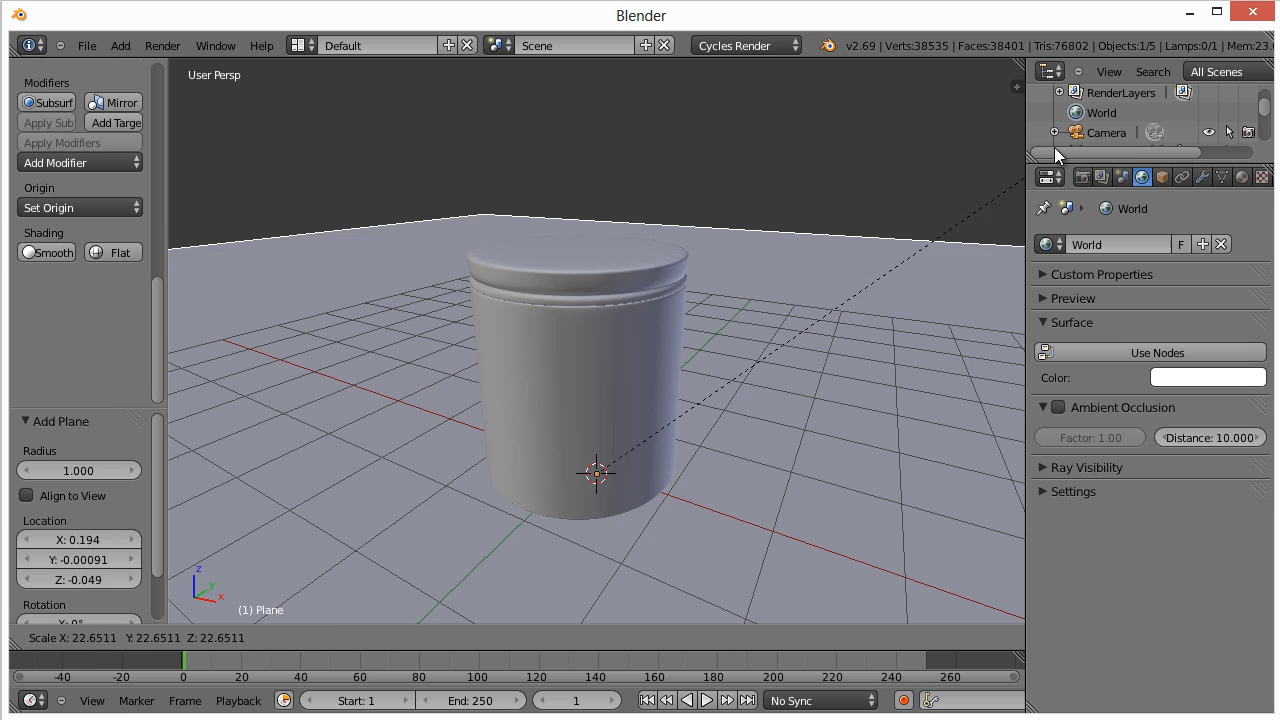 Blender
File Add Render Window Help Default Scene Cycles Render v2.69 | Verts:38535 | Faces:38401 | Tris:76802 | Objects:1/5 | Lamps:0/1 | Mem:23.
Modifiers
Subsurf Mirror
Apply Sub Add Targe
Apply Modifiers
Add Modifier
Origin
Set Origin
Shading
Smooth Flat
Add Plane
Radius
1.000
Align to View
Location
X: 0.194
Y: -0.00091
Z: -0.049
Rotation
User Persp
z
y
x
(1) Plane
Scale X: 22.6511 Y: 22.6511 Z: 22.6511
View Search All Scenes
RenderLayers
World
Camera
World
World F
Custom Properties
Preview
Surface
Use Nodes
Color:
Ambient Occlusion
Factor: 1.00 Distance: 10.000
Ray Visibility
Settings
-40 -20 0 20 40 60 80 100 120 140 160 180 200 220 240 260
View Marker Frame Playback Start: 1 End: 250 1 No Sync